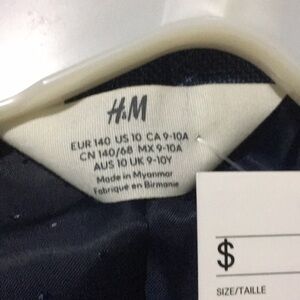 H&M
EUR 140 US 10 CA 9-10A
CN 140/68 MX 9-10A
AUS 10 UK 9-10Y
Made in Myanmar
Fabriqué en Birmanie
$
SIZE/TAILLE